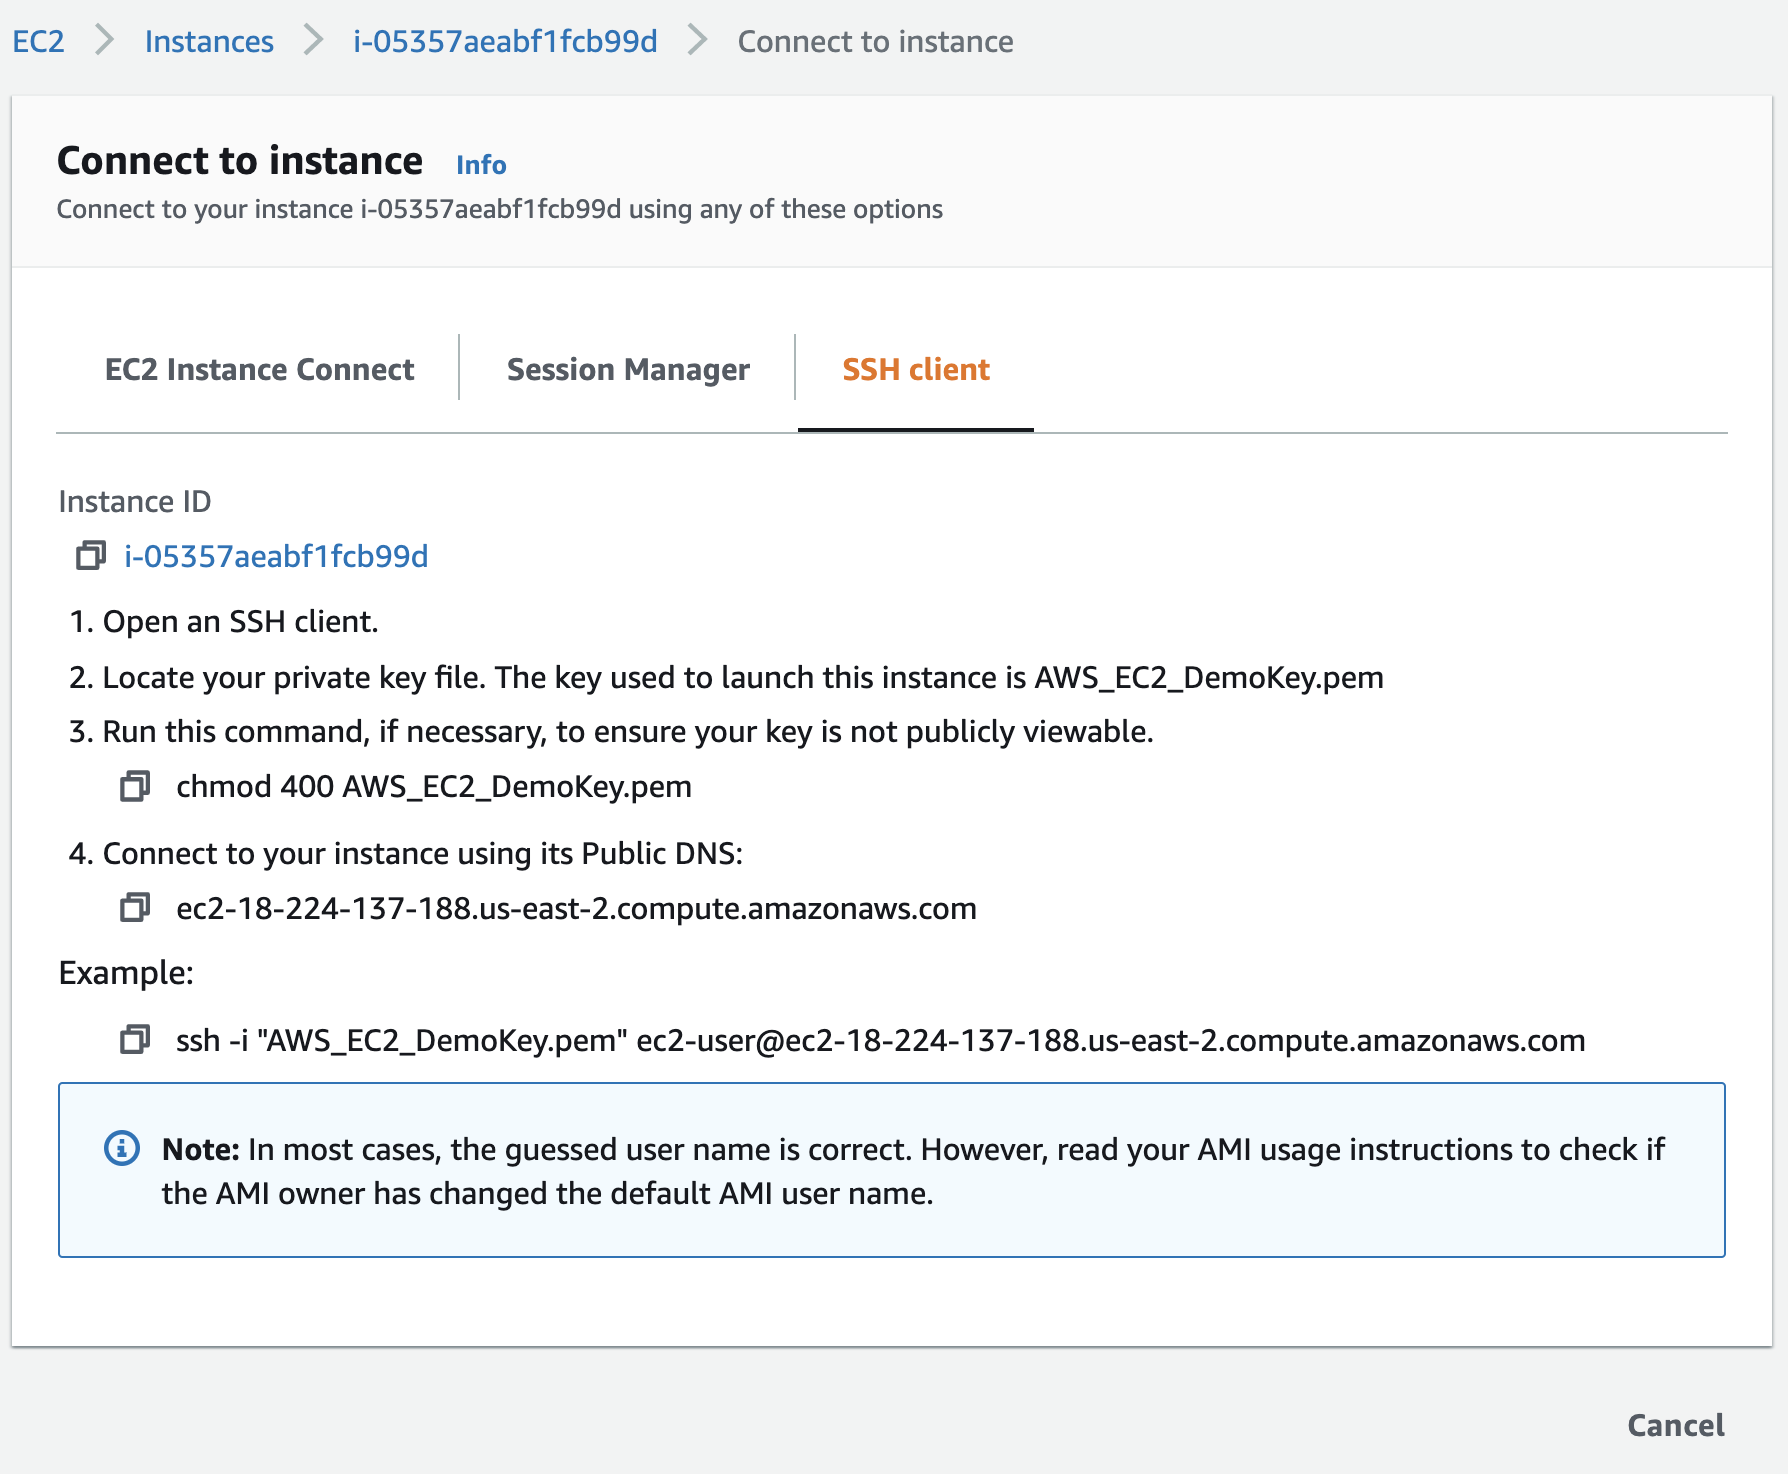 EC2 Instances i-05357aeabf1fcb99d Connect to instance
Connect to instance Info
Connect to your instance i-05357aeabf1fcb99d using any of these options
EC2 Instance Connect Session Manager SSH client
Instance ID
i-05357aeabf1fcb99d
1. Open an SSH client.
2. Locate your private key file. The key used to launch this instance is AWS_EC2_DemoKey.pem
3. Run this command, if necessary, to ensure your key is not publicly viewable.
chmod 400 AWS_EC2_DemoKey.pem
4. Connect to your instance using its Public DNS:
ec2-18-224-137-188.us-east-2.compute.amazonaws.com
Example:
ssh -i "AWS_EC2_DemoKey.pem" ec2-user@ec2-18-224-137-188.us-east-2.compute.amazonaws.com
Note: In most cases, the guessed user name is correct. However, read your AMI usage instructions to check if
the AMI owner has changed the default AMI user name.
Cancel